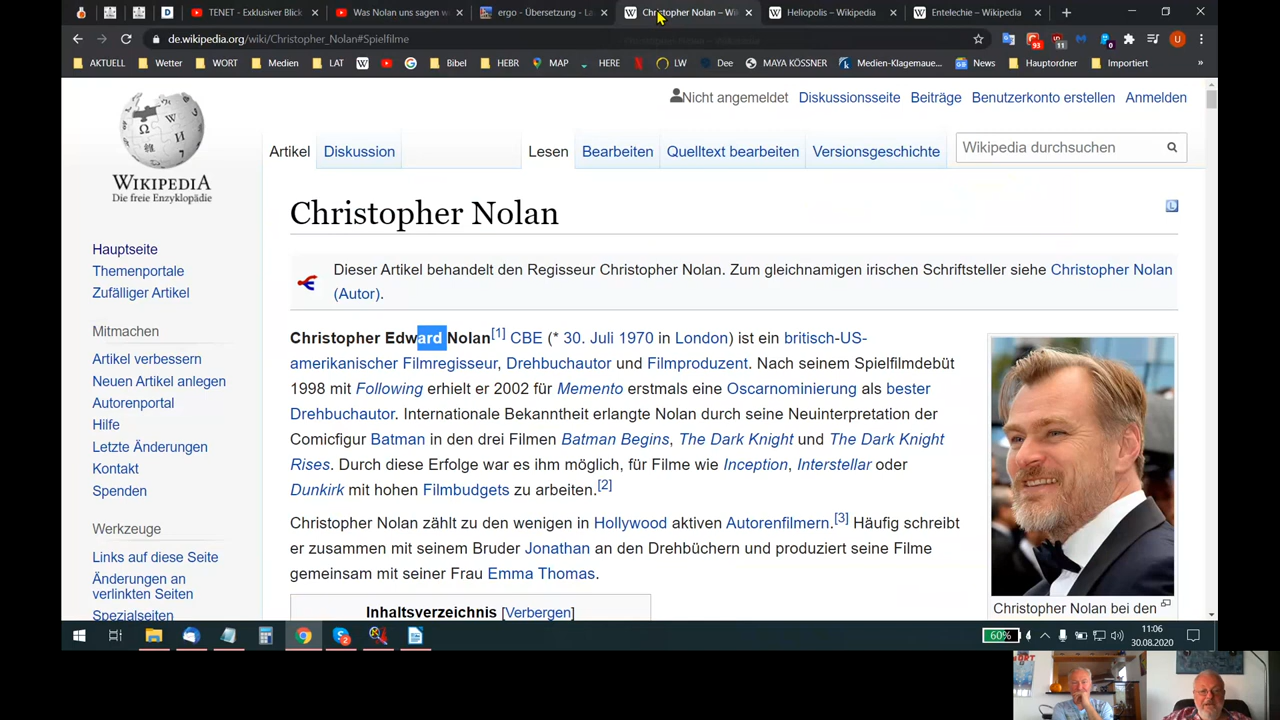 TENET - Exklusiver Blick
Was Nolan uns sagen w
ergo - Übersetzung - La
Christopher Nolan – Wi
Heliopolis – Wikipedia
Entelechie – Wikipedia
de.wikipedia.org/wiki/Christopher_Nolan#Spielfilme
AKTUELL Wetter WORT Medien LAT Bibel HEBR MAP HERE LW Dee MAYA KÖSSNER Medien-Klagemaue... News Hauptordner Importiert
Nicht angemeldet Diskussionsseite Beiträge Benutzerkonto erstellen Anmelden
Artikel Diskussion Lesen Bearbeiten Quelltext bearbeiten Versionsgeschichte Wikipedia durchsuchen
WIKIPEDIA
Die freie Enzyklopädie
Hauptseite
Themenportale
Zufälliger Artikel
Mitmachen
Artikel verbessern
Neuen Artikel anlegen
Autorenportal
Hilfe
Letzte Änderungen
Kontakt
Spenden
Werkzeuge
Links auf diese Seite
Änderungen an
verlinkten Seiten
Spezialseiten
Christopher Nolan
Dieser Artikel behandelt den Regisseur Christopher Nolan. Zum gleichnamigen irischen Schriftsteller siehe Christopher Nolan
(Autor).
Christopher Edward Nolan[1] CBE (* 30. Juli 1970 in London) ist ein britisch-US-
amerikanischer Filmregisseur, Drehbuchautor und Filmproduzent. Nach seinem Spielfilmdebüt
1998 mit Following erhielt er 2002 für Memento erstmals eine Oscarnominierung als bester
Drehbuchautor. Internationale Bekanntheit erlangte Nolan durch seine Neuinterpretation der
Comicfigur Batman in den drei Filmen Batman Begins, The Dark Knight und The Dark Knight
Rises. Durch diese Erfolge war es ihm möglich, für Filme wie Inception, Interstellar oder
Dunkirk mit hohen Filmbudgets zu arbeiten.[2]
Christopher Nolan zählt zu den wenigen in Hollywood aktiven Autorenfilmern.[3] Häufig schreibt
er zusammen mit seinem Bruder Jonathan an den Drehbüchern und produziert seine Filme
gemeinsam mit seiner Frau Emma Thomas.
Inhaltsverzeichnis [Verbergen]
Christopher Nolan bei den
60%
11:06
30.08.2020